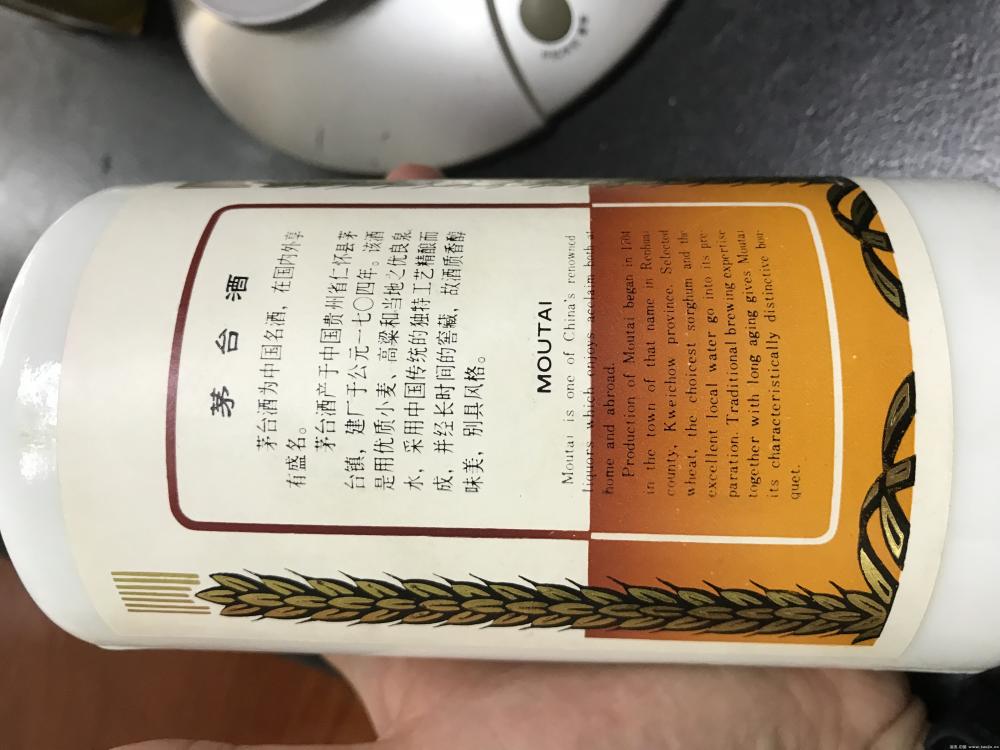 茅台酒
茅台酒为中国名酒，在国内外享
有盛名。
茅台酒产于中国贵州省仁怀县茅
台镇，建厂于公元一七〇四年。该酒
是用优质小麦、高粱和当地之优良泉
水，采用中国传统的独特工艺精酿而
成，并经长时间的窖藏，故酒质香醇
味美，别具风格。
MOUTAI
Moutai is one of China's renowned
liquors which enjoys acclaim both at
home and abroad.
Production of Moutai began in 1704
in the town of that name in Renhuai
county, Kweichow province. Selected
wheat, the choicest sorghum and the
excellent local water go into its pre-
paration. Traditional brewing expertise
together with long aging gives Moutai
its characteristically distinctive bou-
quet.